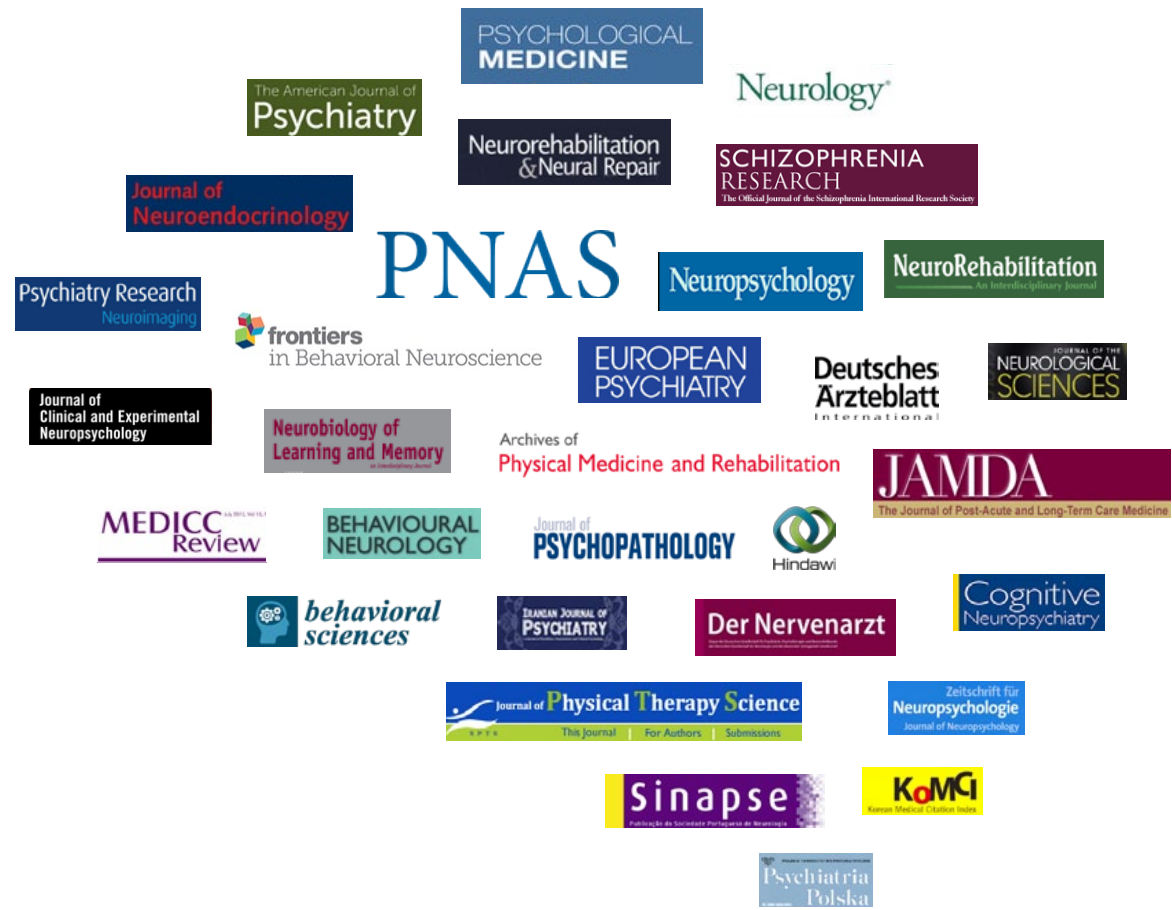 PSYCHOLOGICAL
MEDICINE
The American Journal of
Psychiatry
Neurology®
Neurorehabilitation
&Neural Repair
SCHIZOPHRENIA
RESEARCH
The Official Journal of the Schizophrenia International Research Society
Journal of
Neuroendocrinology
PNAS
Neuropsychology
NeuroRehabilitation
An Interdisciplinary Journal
Psychiatry Research
Neuroimaging
frontiers
in Behavioral Neuroscience
EUROPEAN
PSYCHIATRY
Deutsches
Ärzteblatt
International
JOURNAL OF THE
NEUROLOGICAL
SCIENCES
Journal of
Clinical and Experimental
Neuropsychology
Neurobiology of
Learning and Memory
An Interdisciplinary Journal
Archives of
Physical Medicine and Rehabilitation
JAMDA
The Journal of Post-Acute and Long-Term Care Medicine
MEDICC
Review
BEHAVIOURAL
NEUROLOGY
Journal of
PSYCHOPATHOLOGY
Hindawi
behavioral
sciences
IRANIAN JOURNAL OF
PSYCHIATRY
Der Nervenarzt
Cognitive
Neuropsychiatry
Journal of Physical Therapy Science
This Journal | For Authors | Submissions
Zeitschrift für
Neuropsychologie
Journal of Neuropsychology
Sinapse
Publicação da Sociedade Portuguesa de Neurologia
KoMCI
Korean Medical Citation Index
Psychiatria
Polska